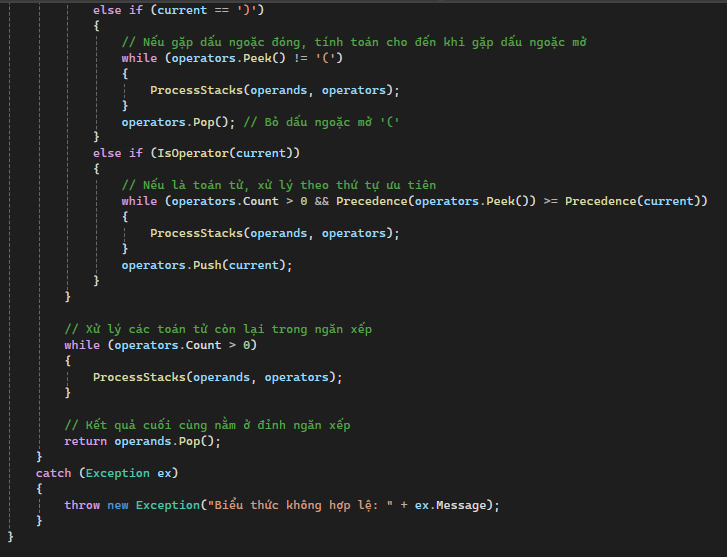 else if (current == ')')
{
// Nếu gặp dấu ngoặc đóng, tính toán cho đến khi gặp dấu ngoặc mở
while (operators.Peek() != '(')
{
ProcessStacks(operands, operators);
}
operators.Pop(); // Bỏ dấu ngoặc mở '('
}
else if (IsOperator(current))
{
// Nếu là toán tử, xử lý theo thứ tự ưu tiên
while (operators.Count > 0 && Precedence(operators.Peek()) >= Precedence(current))
{
ProcessStacks(operands, operators);
}
operators.Push(current);
}
}
// Xử lý các toán tử còn lại trong ngăn xếp
while (operators.Count > 0)
{
ProcessStacks(operands, operators);
}
// Kết quả cuối cùng nằm ở đỉnh ngăn xếp
return operands.Pop();
}
catch (Exception ex)
{
throw new Exception("Biểu thức không hợp lệ: " + ex.Message);
}
}